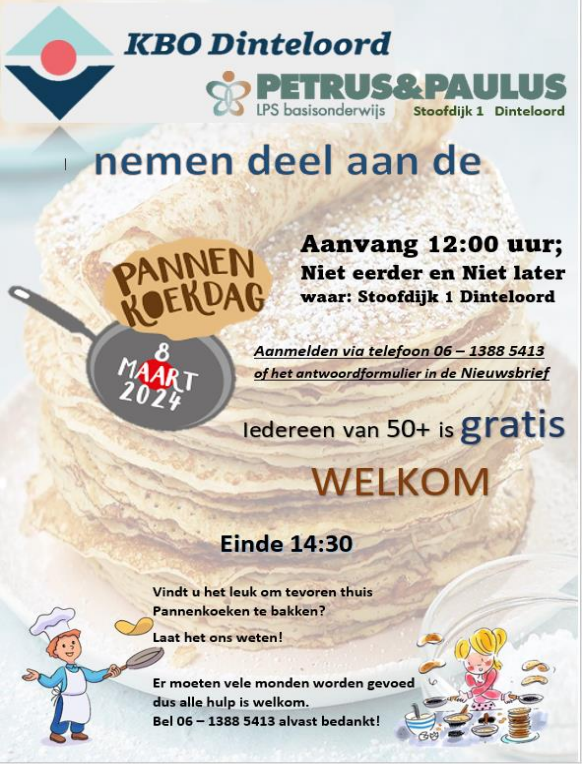 KBO Dinteloord
PETRUS&PAULUS
LPS basisonderwijs Stoofdijk 1 Dinteloord
nemen deel aan de
Aanvang 12:00 uur;
Niet eerder en Niet later
waar: Stoofdijk 1 Dinteloord
PANNEN
KOEKDAG
8
MAART
2024
Aanmelden via telefoon 06 – 1388 5413
of het antwoordformulier in de Nieuwsbrief
Iedereen van 50+ is gratis
WELKOM
Einde 14:30
Vindt u het leuk om tevoren thuis
Pannenkoeken te bakken?
Laat het ons weten!
Er moeten vele monden worden gevoed
dus alle hulp is welkom.
Bel 06 – 1388 5413 alvast bedankt!